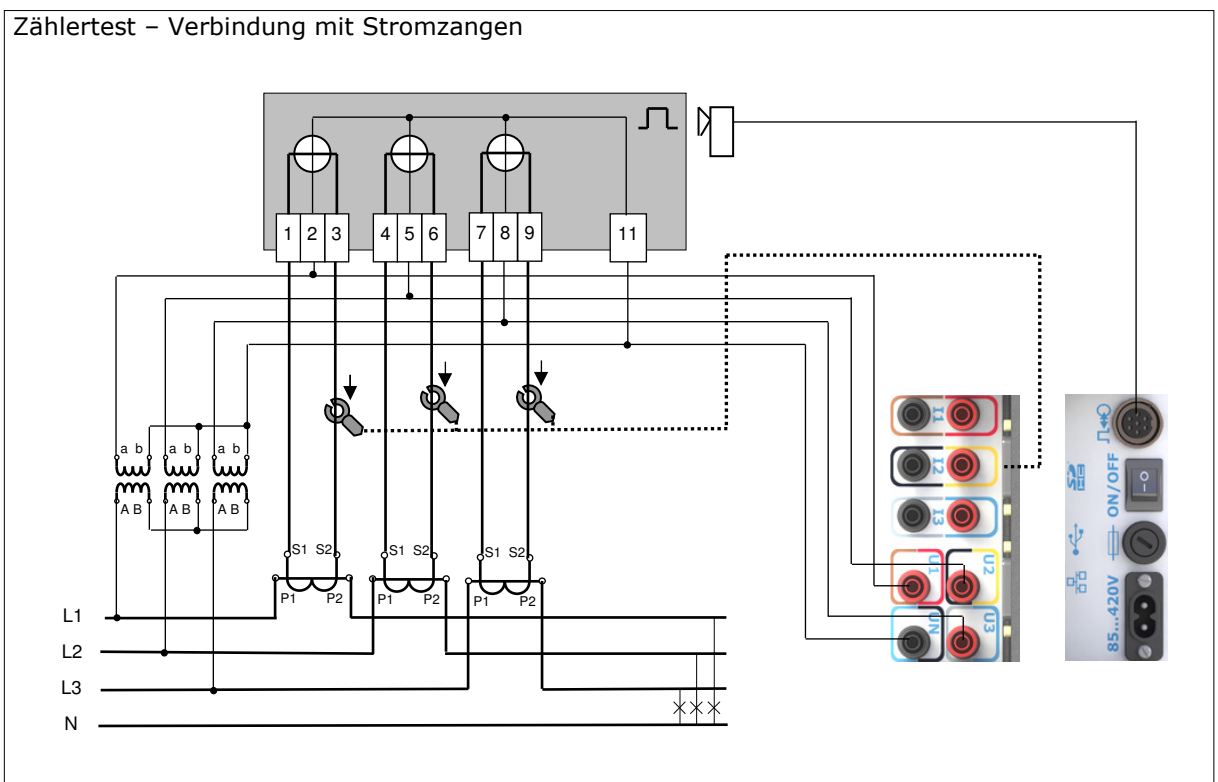 Zählertest – Verbindung mit Stromzangen
1 2 3 4 5 6 7 8 9 11
a b a b a b
A B A B A B
S1 S2 S1 S2 S1 S2
P1 P2 P1 P2 P1 P2
L1
L2
L3
N
I1
I2
I3
U1 U2
UN U3
ON/OFF
O I
85...420V